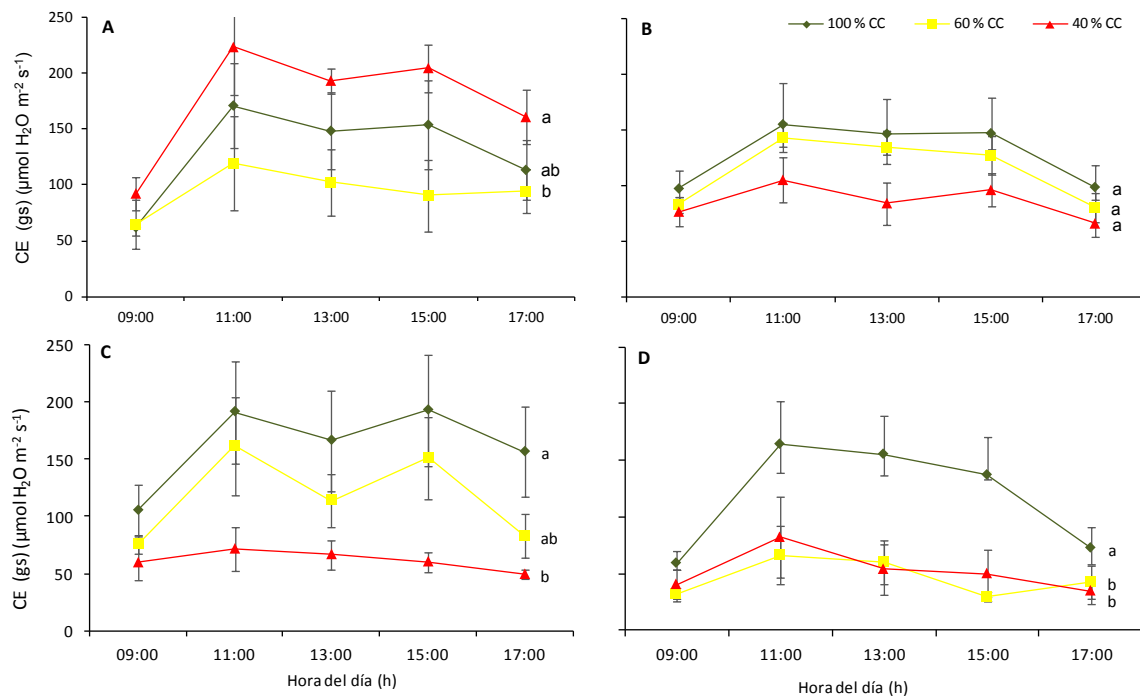 A
250
200
150
100
50
0
CE (gs) (µmol H₂O m⁻² s⁻¹)
a
ab
b
09:00 11:00 13:00 15:00 17:00
B
100 % CC 60 % CC 40 % CC
a
a
a
09:00 11:00 13:00 15:00 17:00
C
250
200
150
100
50
0
CE (gs) (µmol H₂O m⁻² s⁻¹)
a
ab
b
09:00 11:00 13:00 15:00 17:00
Hora del día (h)
D
a
b
b
09:00 11:00 13:00 15:00 17:00
Hora del día (h)